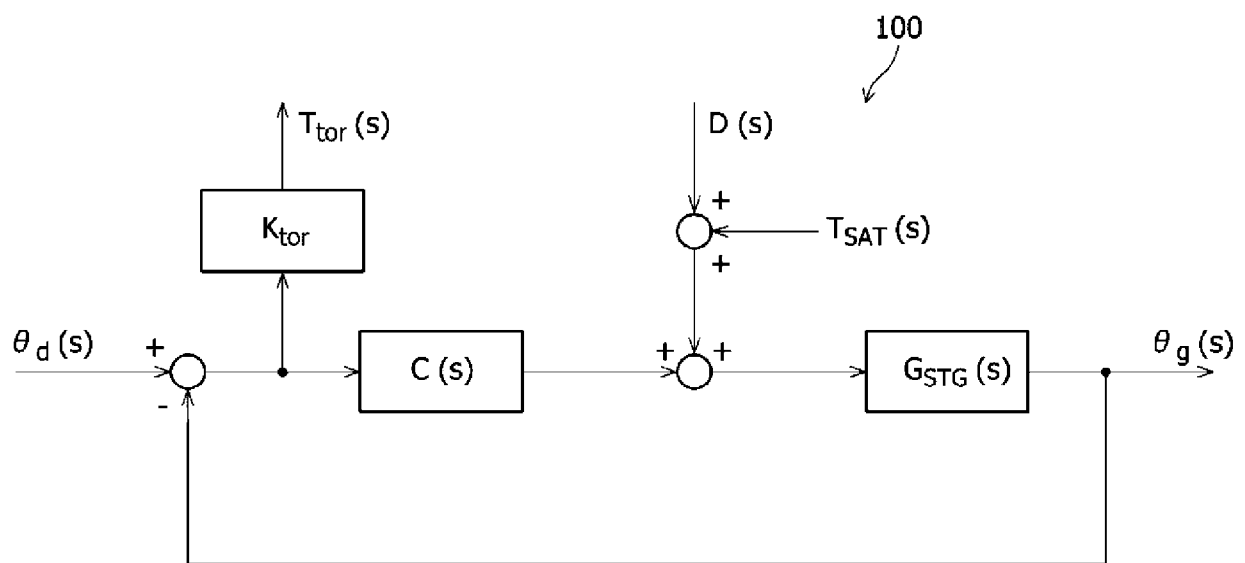 100
T_tor (s)
D (s)
+
K_tor
T_SAT (s)
+
θ_d (s)
+
C (s)
+
+
G_STG (s)
θ_g (s)
-